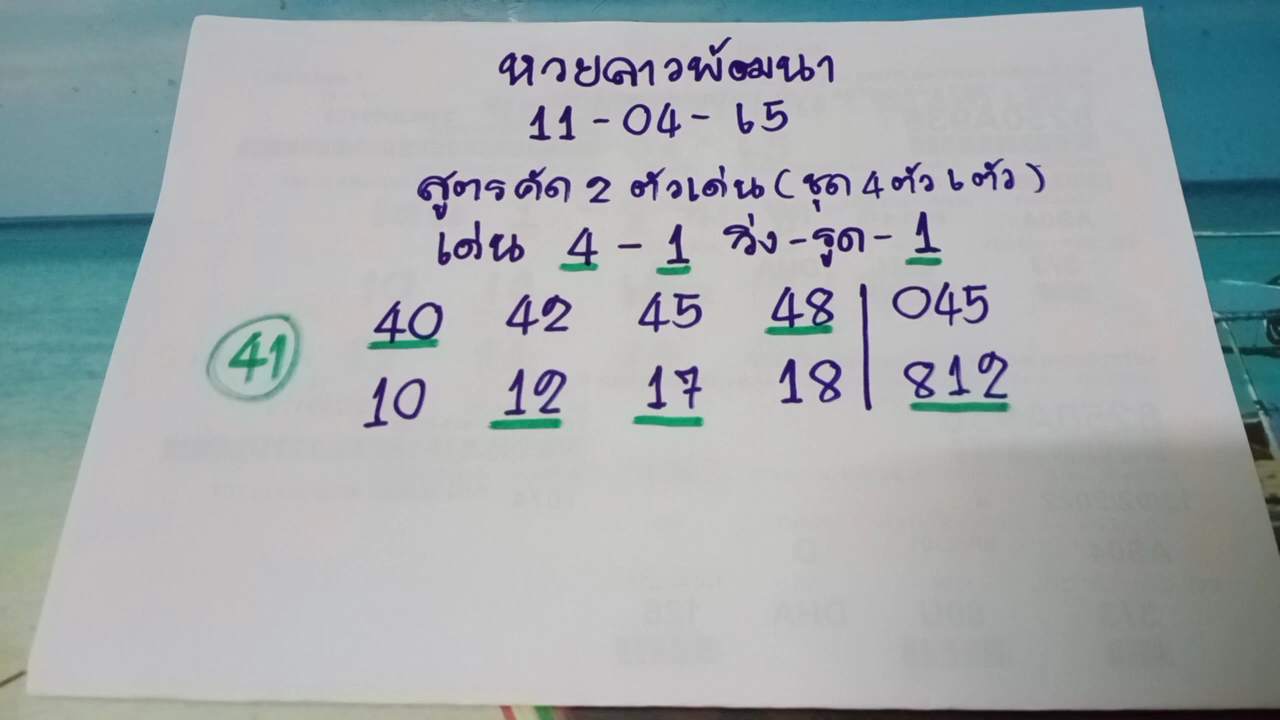 หวยลาวพัฒนา
11-04-65
สูตรคัด 2 ตัวเด่น (ชุด 4 ตัว 6 ตัว)
เด่น 4 - 1 วิ่ง - รูด - 1
40 42 45 48 | 045
41
10 12 17 18 | 812